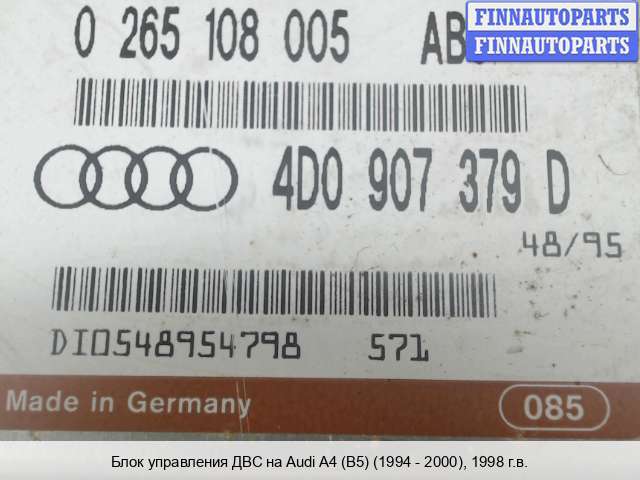 FINNAUTOPARTS
FINNAUTOPARTS
0 265 108 005
4D0 907 379 D
48/95
DI0548954798 571
Made in Germany 085
Блок управления ДВС на Audi A4 (B5) (1994 - 2000), 1998 г.в.